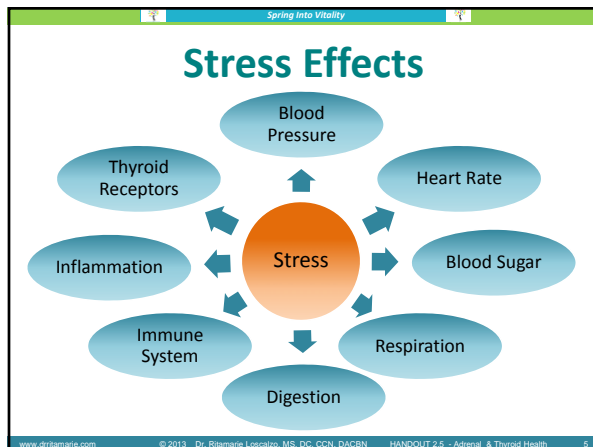 Spring Into Vitality
Stress Effects
Blood
Pressure
Thyroid
Receptors
Heart Rate
Inflammation
Stress
Blood Sugar
Immune
System
Respiration
Digestion
www.drritamarie.com © 2013 Dr. Ritamarie Loscalzo, MS, DC, CCN, DACBN HANDOUT 2.5 - Adrenal & Thyroid Health 5